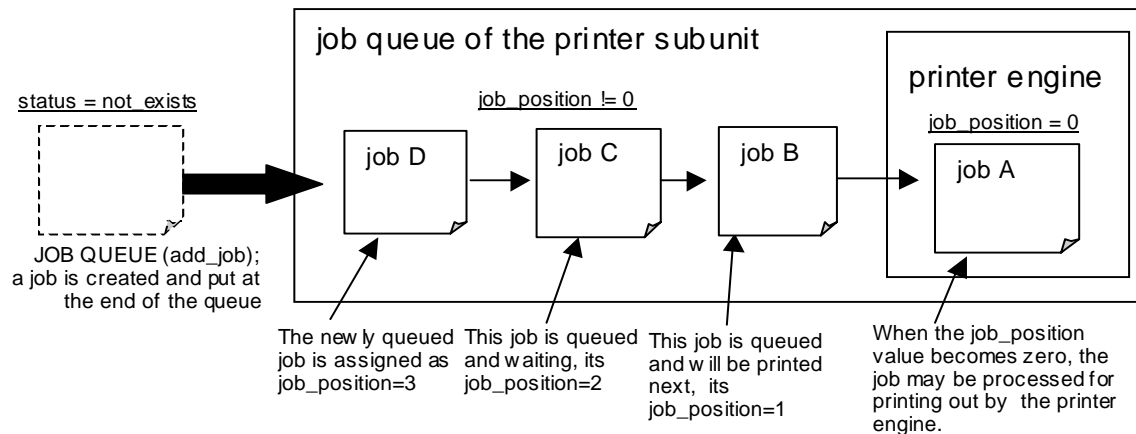 job queue of the printer subunit
printer engine
status = not_exists
job_position != 0
job_position = 0
job D
job C
job B
job A
JOB QUEUE (add_job);
a job is created and put at
the end of the queue
The newly queued
job is assigned as
job_position=3
This job is queued
and waiting, its
job_position=2
This job is queued
and will be printed
next, its
job_position=1
When the job_position
value becomes zero, the
job may be processed for
printing out by the printer
engine.